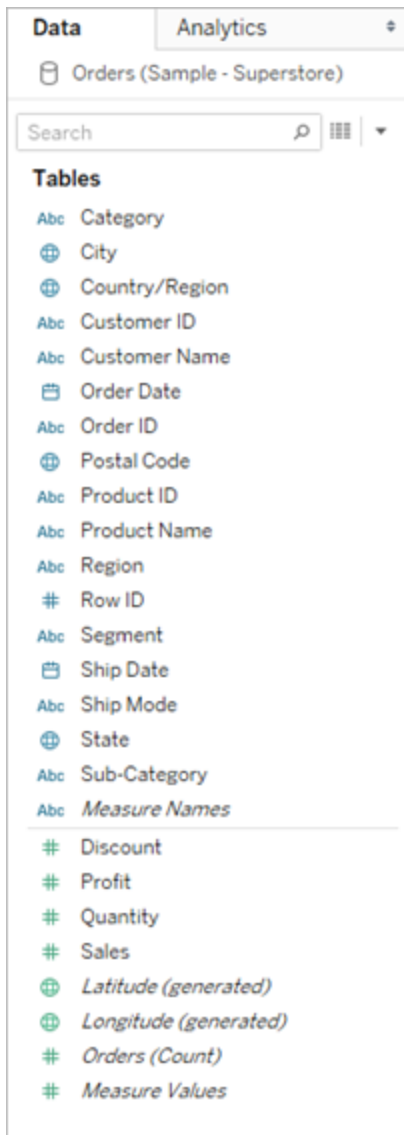 Data Analytics
Orders (Sample - Superstore)
Search
Tables
Abc Category
City
Country/Region
Abc Customer ID
Abc Customer Name
Order Date
Abc Order ID
Postal Code
Abc Product ID
Abc Product Name
Abc Region
# Row ID
Abc Segment
Ship Date
Abc Ship Mode
State
Abc Sub-Category
Abc Measure Names
# Discount
# Profit
# Quantity
# Sales
Latitude (generated)
Longitude (generated)
# Orders (Count)
# Measure Values